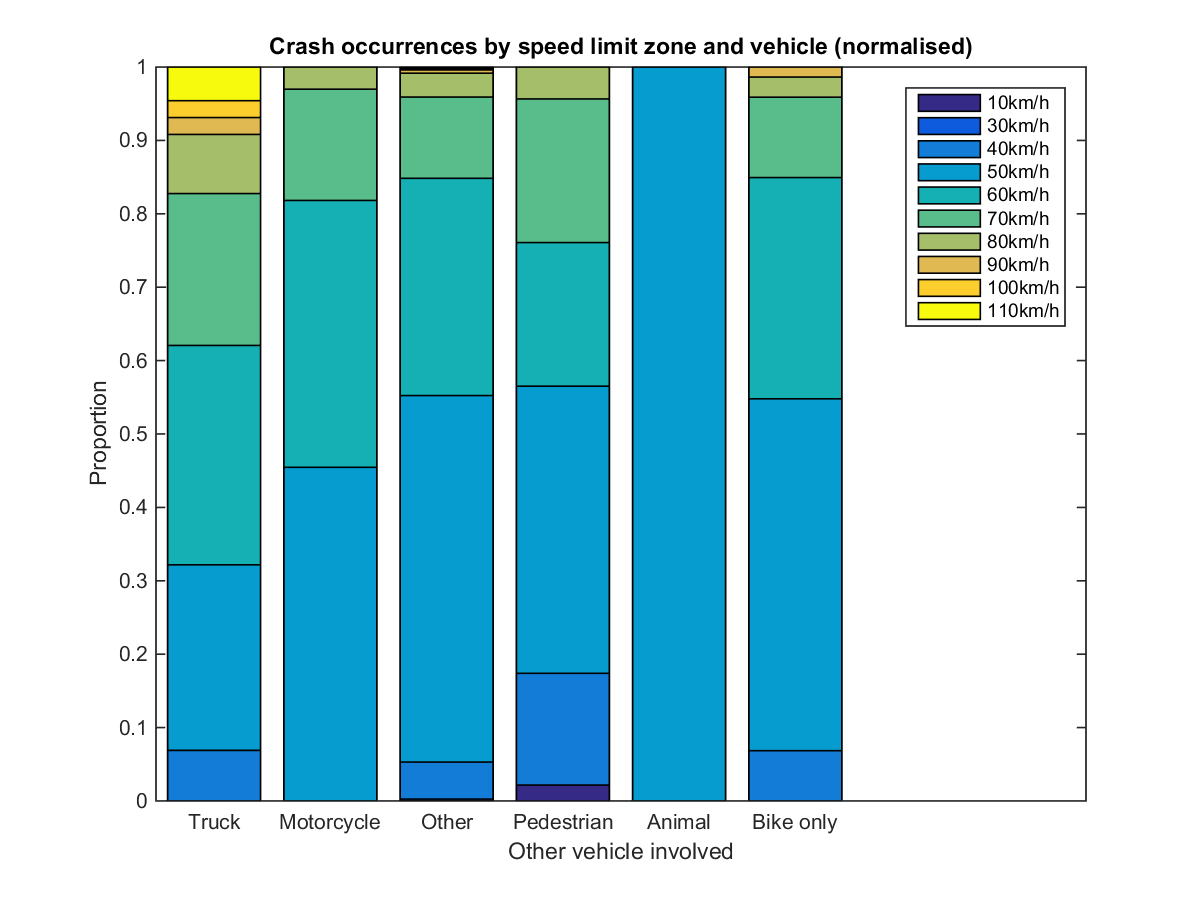 Crash occurrences by speed limit zone and vehicle (normalised)
1
0.9
0.8
0.7
0.6
0.5
0.4
0.3
0.2
0.1
0
Proportion
10km/h
30km/h
40km/h
50km/h
60km/h
70km/h
80km/h
90km/h
100km/h
110km/h
Truck Motorcycle Other Pedestrian Animal Bike only
Other vehicle involved